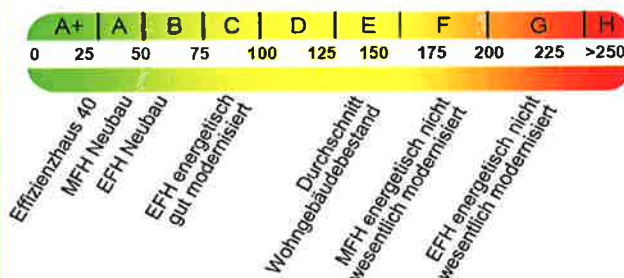 A+ A B C D E F G H
0 25 50 75 100 125 150 175 200 225 >250
Effizienzhaus 40
MFH Neubau
EFH Neubau
EFH energetisch
gut modernisiert
Durchschnitt
Wohngebäudebestand
MFH energetisch nicht
wesentlich modernisiert
EFH energetisch nicht
wesentlich modernisiert